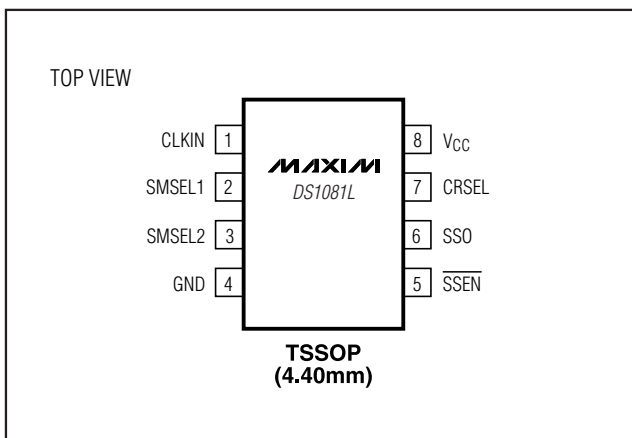 TOP VIEW
CLKIN 1
SMSEL1 2
SMSEL2 3
GND 4
MAXIM
DS1081L
8 VCC
7 CRSEL
6 SSO
5 S̅S̅E̅N̅
TSSOP
(4.40mm)